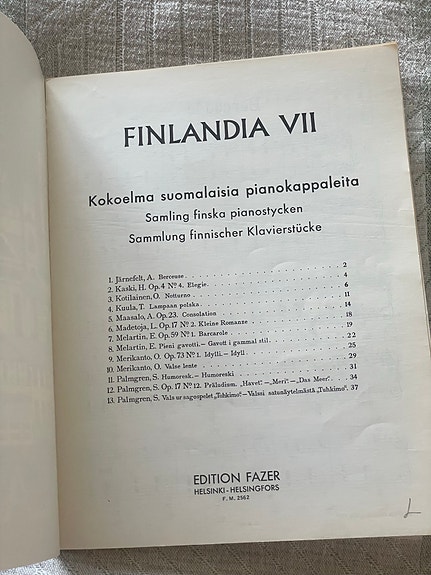 FINLANDIA VII
Kokoelma suomalaisia pianokappaleita
Samling finska pianostycken
Sammlung finnischer Klavierstücke
1. Järnefelt, A. Berceuse 2
2. Kaski, H. Op. 4 Nº 4. Elegie 4
3. Kotilainen, O. Notturno 6
4. Kuula, T. Lampaan polska 11
5. Maasalo, A. Op. 23. Consolation 14
6. Madetoja, L. Op. 17 Nº 2. Kleine Romanze 18
7. Melartin, E. Op. 59 Nº 1. Barcarole 19
8. Melartin, E. Pieni gavotti.— Gavott i gammal stil 22
9. Merikanto, O. Op. 73 Nº 1. Idylli.— Idyll 25
10. Merikanto, O. Valse lente 29
11. Palmgren, S. Humoresk.— Humoreski 31
12. Palmgren, S. Op. 17 Nº 12. Präludium. „Havet".—„Meri".—„Das Meer". 34
13. Palmgren, S. Vals ur sagospelet „Tuhkimo".—Valssi satunäytelmästä „Tuhkimo". 37
EDITION FAZER
HELSINKI - HELSINGFORS
F. M. 2562